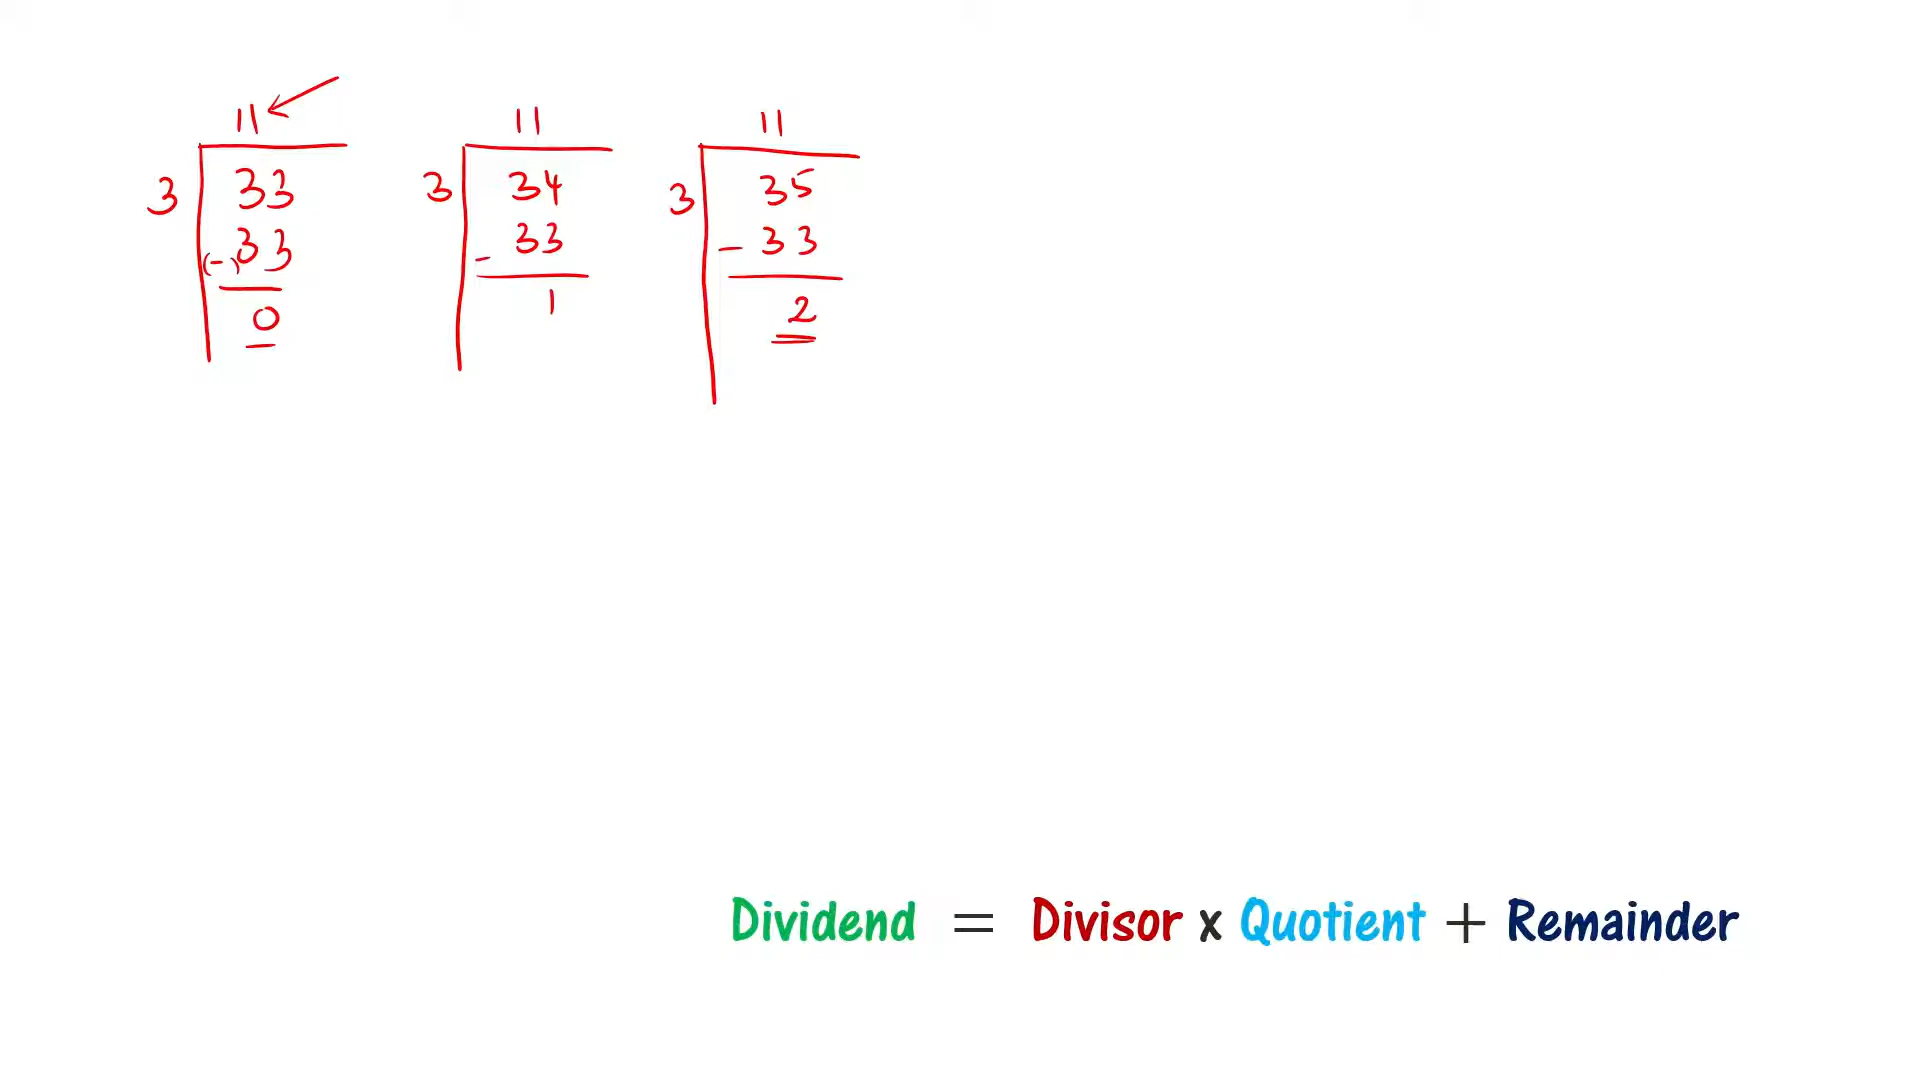 11 11 11
3 33 3 34 3 35
(-) 33 - 33 - 33
0 1 2
Dividend = Divisor x Quotient + Remainder